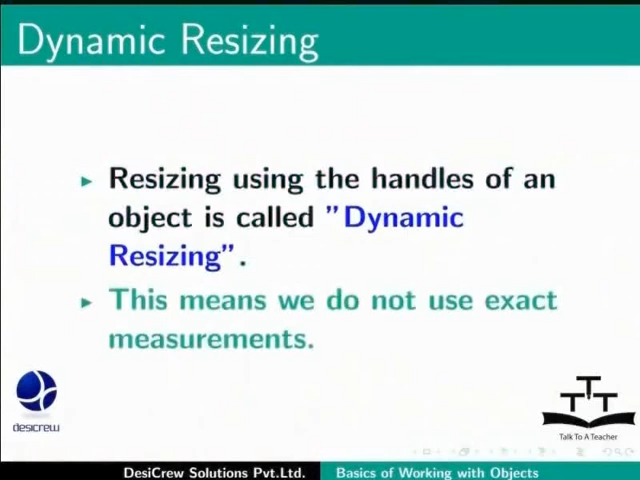 Dynamic Resizing
Resizing using the handles of an
object is called ”Dynamic
Resizing”.
This means we do not use exact
measurements.
desicrew
TTT
Talk To A Teacher
DesiCrew Solutions Pvt.Ltd.
Basics of Working with Objects